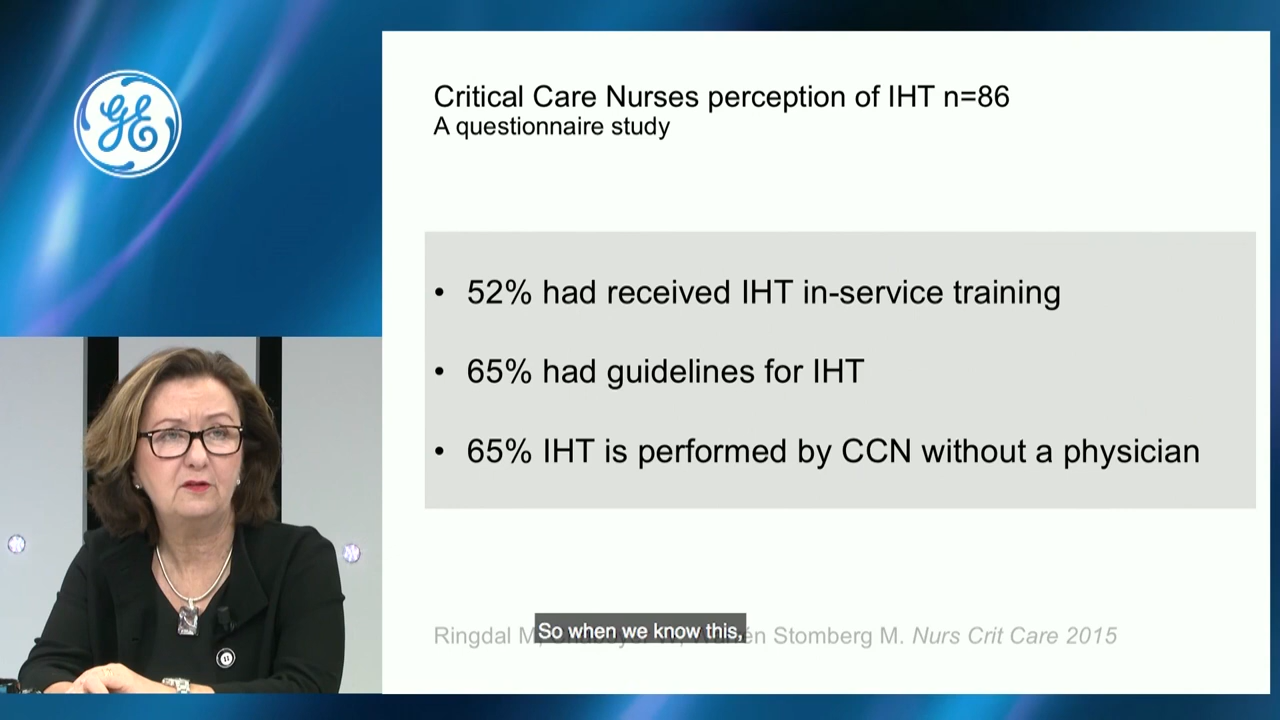 GE
Critical Care Nurses perception of IHT n=86
A questionnaire study
• 52% had received IHT in-service training
• 65% had guidelines for IHT
• 65% IHT is performed by CCN without a physician
So when we know this,
Ringdal M, Stomberg M. Nurs Crit Care 2015